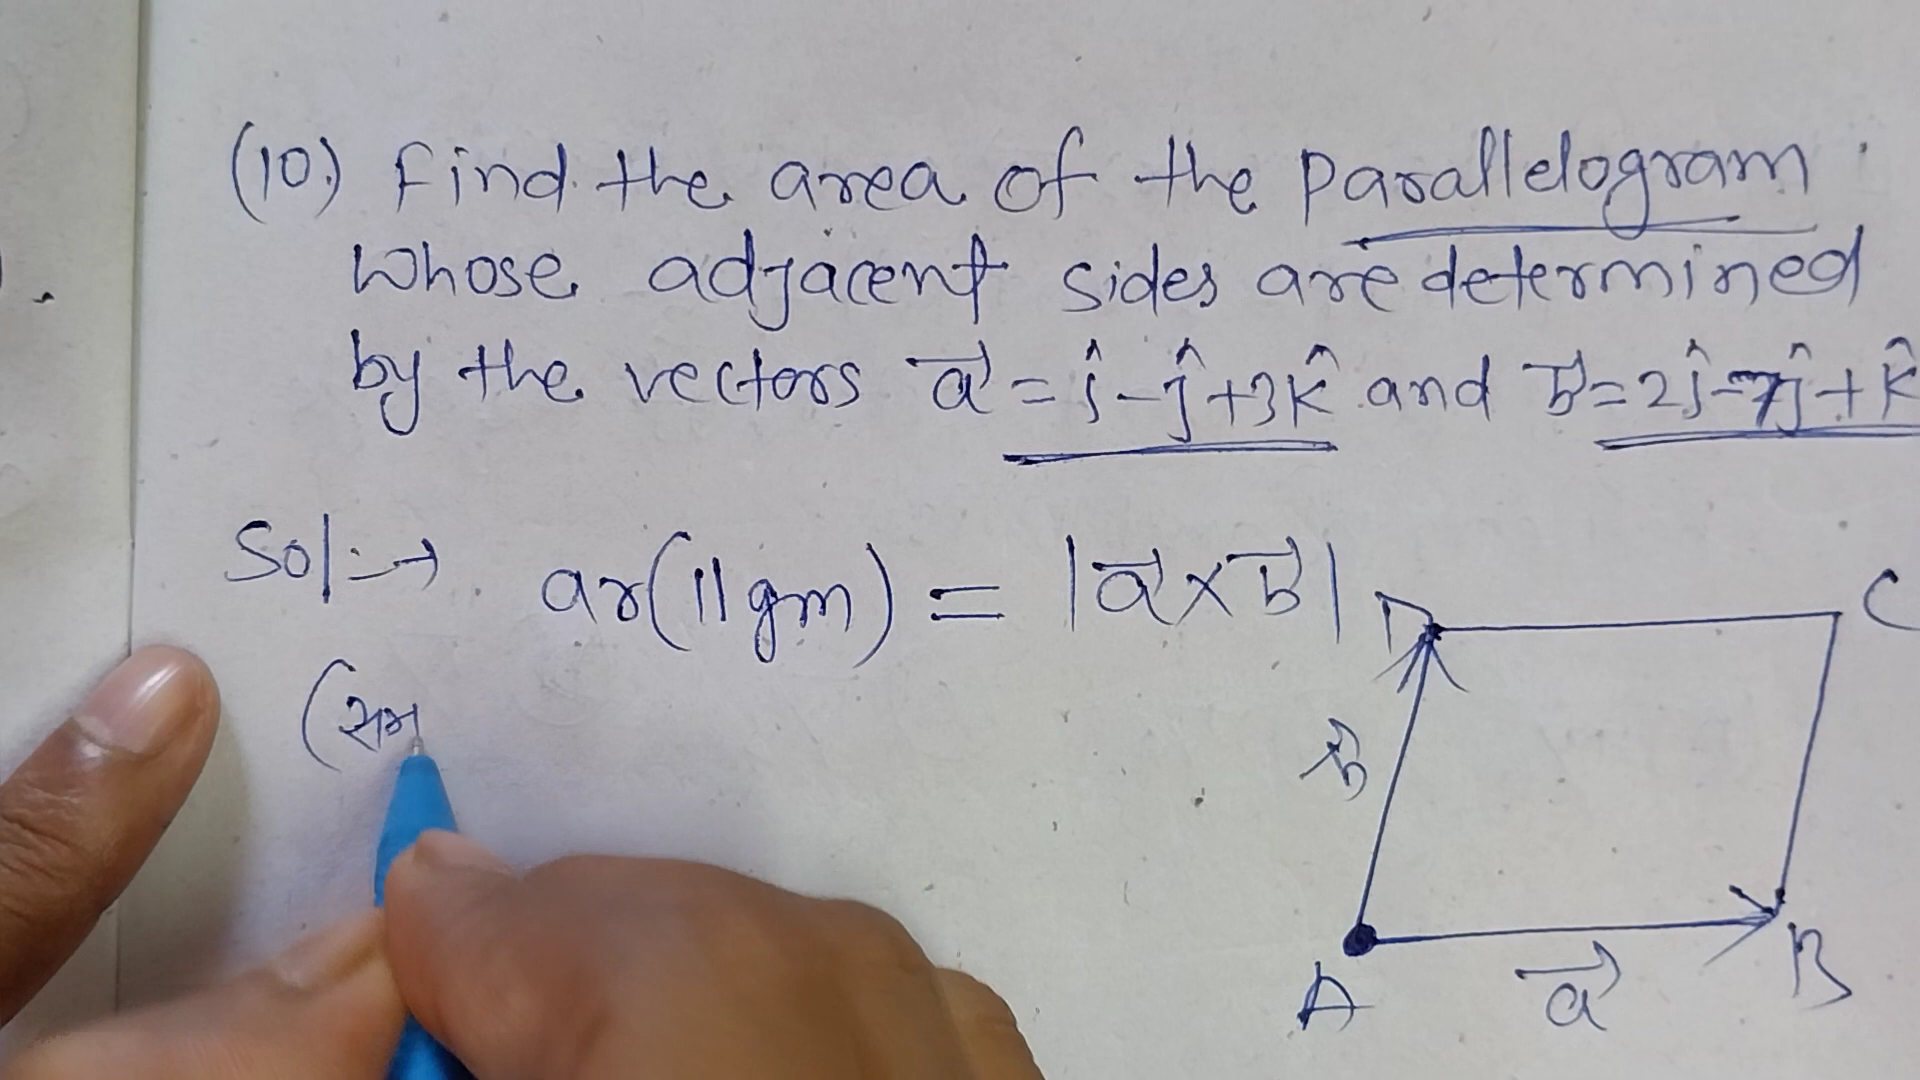 (10.) Find the area of the parallelogram
whose adjacent sides are determined
by the vectors a⃗ = î - ĵ + 3k̂ and b⃗ = 2î - 7ĵ + k̂
Sol:→ ar(||gm) = |a⃗ × b⃗|
D C
(सम
b⃗
A a⃗ B